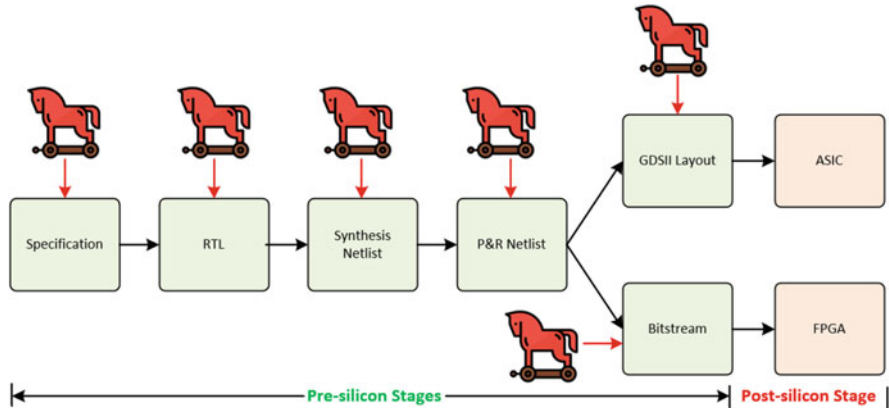 Specification
RTL
Synthesis
Netlist
P&R Netlist
GDSII Layout
ASIC
Bitstream
FPGA
Pre-silicon Stages
Post-silicon Stage